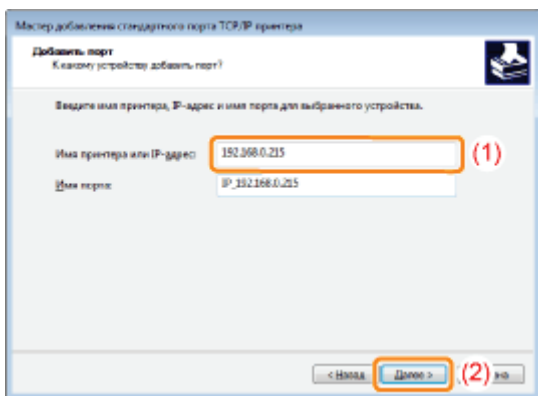 Мастер добавления стандартного порта TCP/IP принтера
Добавить порт
К какому устройству добавить порт?
Введите имя принтера, IP-адрес и имя порта для выбранного устройства.
Имя принтера или IP-адрес: 192.168.0.215 (1)
Имя порта: IP_192.168.0.215
< Назад Далее > (2)